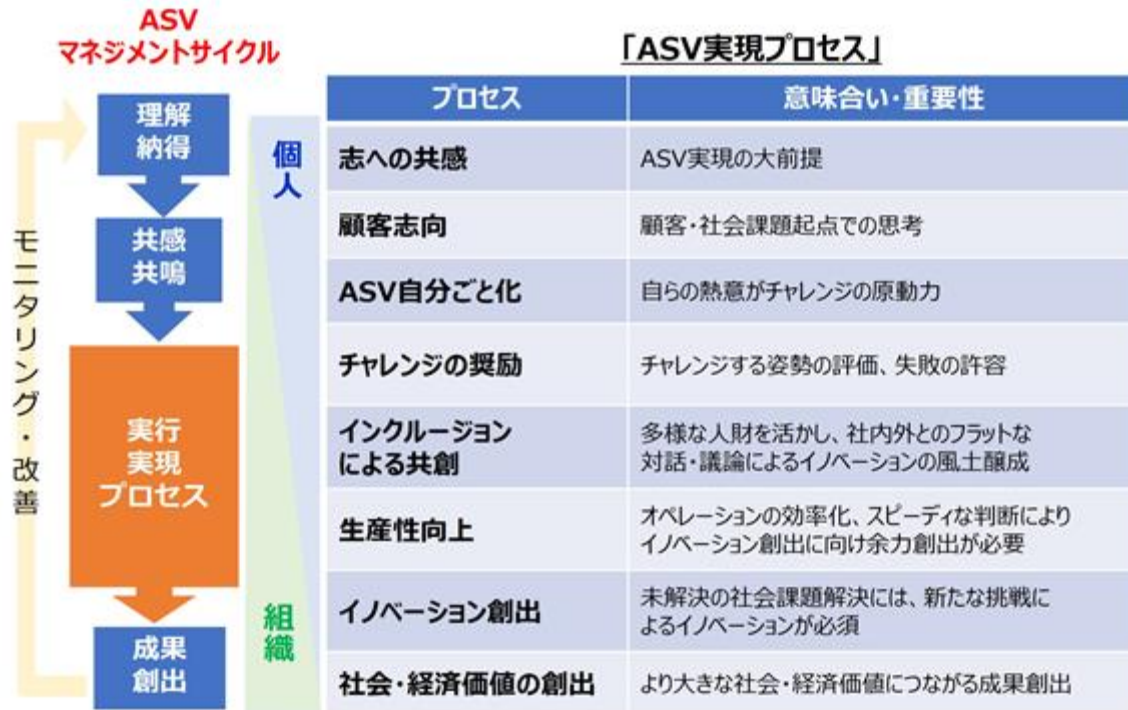 ASV
マネジメントサイクル
理解
納得
共感
共鳴
実行
実現
プロセス
成果
創出
モニタリング・改善
個人
組織
「ASV実現プロセス」
プロセス
意味合い・重要性
志への共感
ASV実現の大前提
顧客志向
顧客・社会課題起点での思考
ASV自分ごと化
自らの熱意がチャレンジの原動力
チャレンジの奨励
チャレンジする姿勢の評価、失敗の許容
インクルージョン
による共創
多様な人財を活かし、社内外とのフラットな
対話・議論によるイノベーションの風土醸成
生産性向上
オペレーションの効率化、スピーディな判断により
イノベーション創出に向け余力創出が必要
イノベーション創出
未解決の社会課題解決には、新たな挑戦に
よるイノベーションが必須
社会・経済価値の創出
より大きな社会・経済価値につながる成果創出